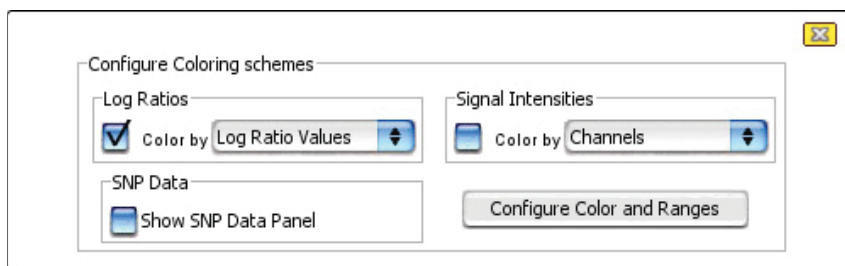 Configure Coloring schemes
Log Ratios
Color by Log Ratio Values
Signal Intensities
Color by Channels
SNP Data
Show SNP Data Panel
Configure Color and Ranges